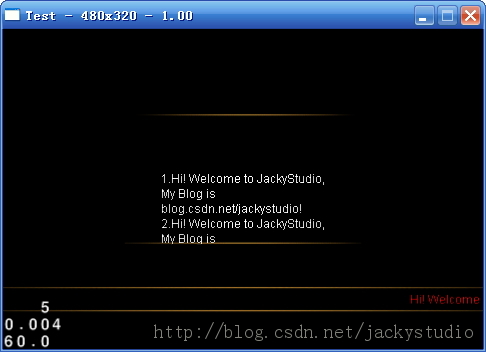 Test - 480x320 - 1.00
1.Hi! Welcome to JackyStudio,
My Blog is
blog.csdn.net/jackystudio!
2.Hi! Welcome to JackyStudio,
My Blog is
Hi! Welcome
5
0.004
60.0
http://blog.csdn.net/jackystudio